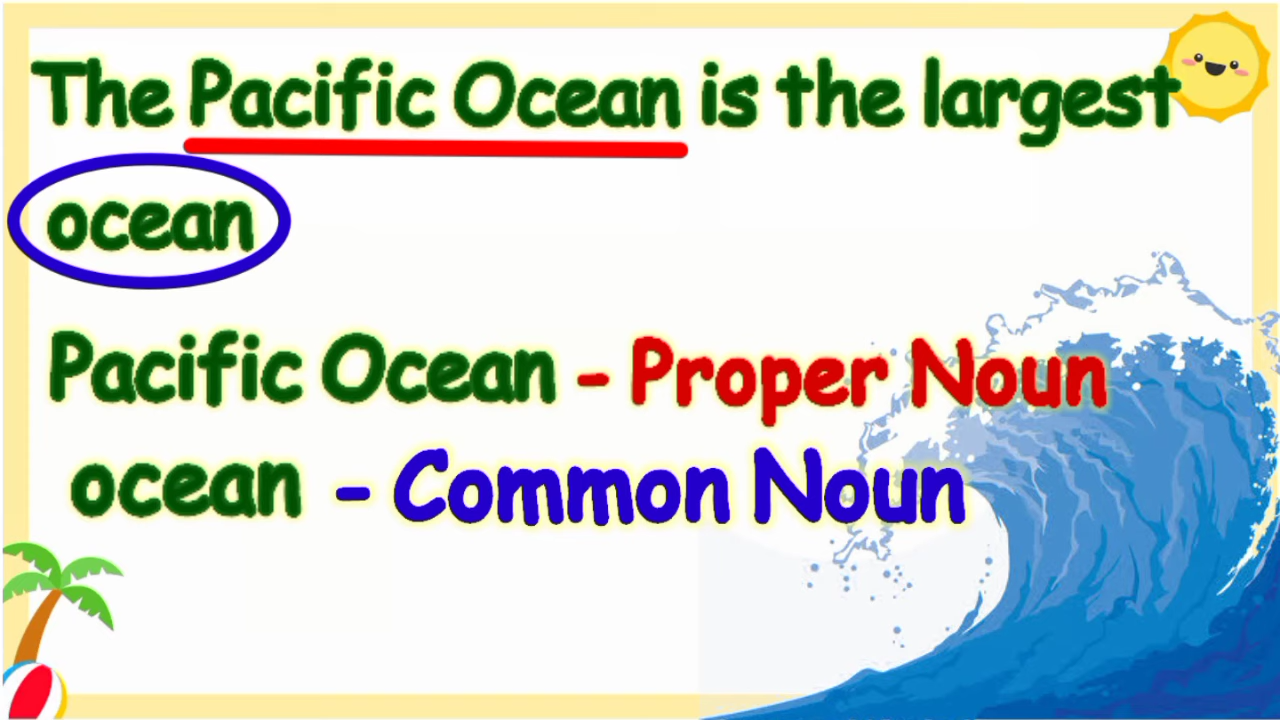 The Pacific Ocean is the largest
ocean
Pacific Ocean - Proper Noun
ocean - Common Noun